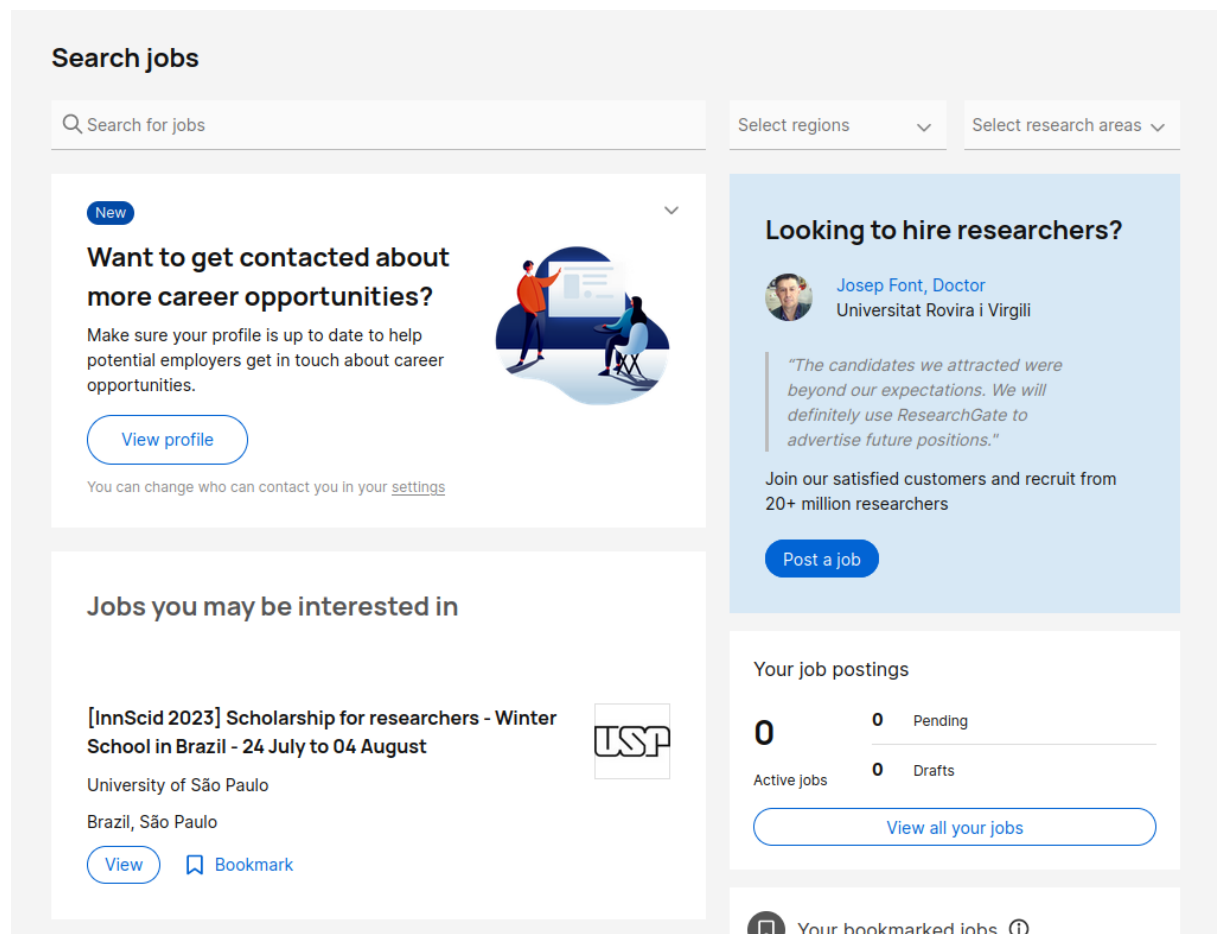 Search jobs
Search for jobs
Select regions
Select research areas
New
Want to get contacted about
more career opportunities?
Make sure your profile is up to date to help
potential employers get in touch about career
opportunities.
View profile
You can change who can contact you in your settings
Jobs you may be interested in
[InnScid 2023] Scholarship for researchers - Winter
School in Brazil - 24 July to 04 August
USP
University of São Paulo
Brazil, São Paulo
View
Bookmark
Looking to hire researchers?
Josep Font, Doctor
Universitat Rovira i Virgili
“The candidates we attracted were
beyond our expectations. We will
definitely use ResearchGate to
advertise future positions.”
Join our satisfied customers and recruit from
20+ million researchers
Post a job
Your job postings
0
Active jobs
0 Pending
0 Drafts
View all your jobs
Your bookmarked jobs